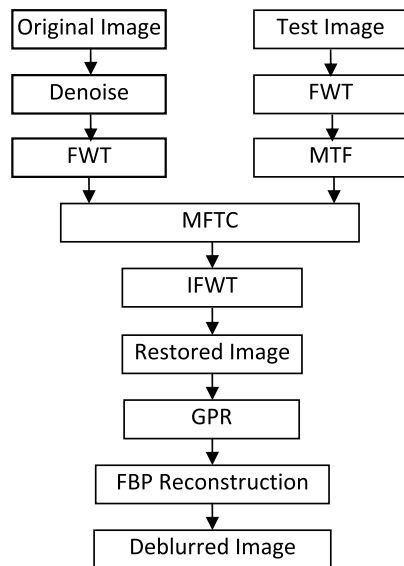 Original Image
Test Image
Denoise
FWT
FWT
MTF
MFTC
IFWT
Restored Image
GPR
FBP Reconstruction
Deblurred Image